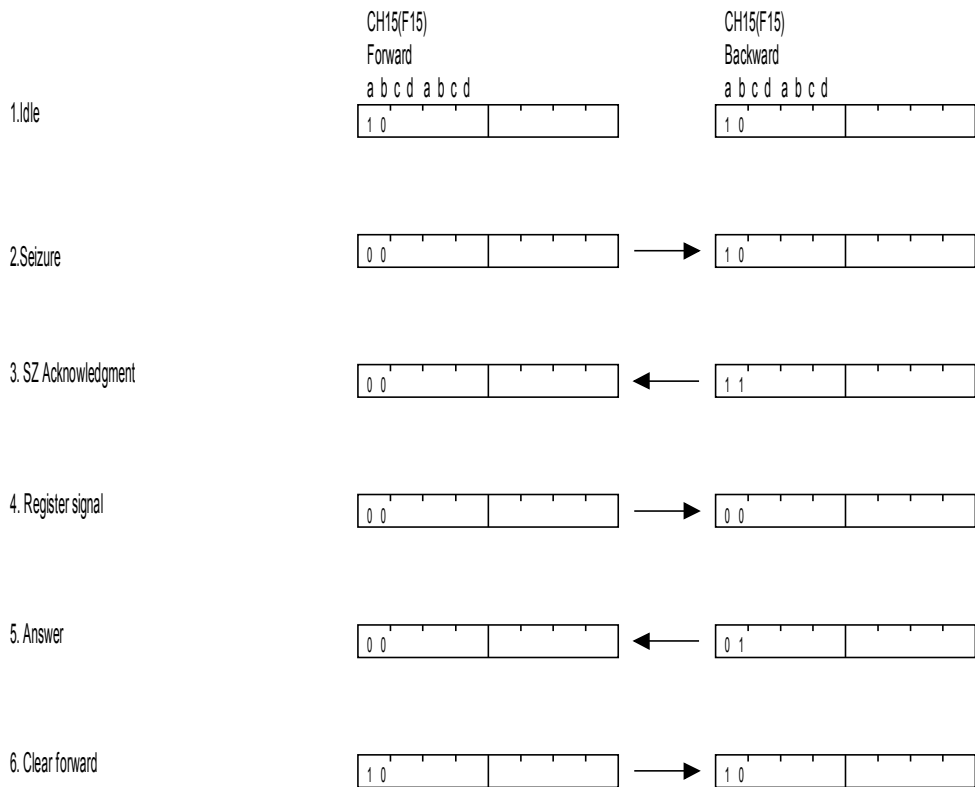 CH15(F15) CH15(F15)
Forward Backward
a b c d a b c d a b c d a b c d
1.Idle
1 0 1 0
2.Seizure
0 0 1 0
3. SZ Acknowledgment
0 0 1 1
4. Register signal
0 0 0 0
5. Answer
0 0 0 1
6. Clear forward
1 0 1 0